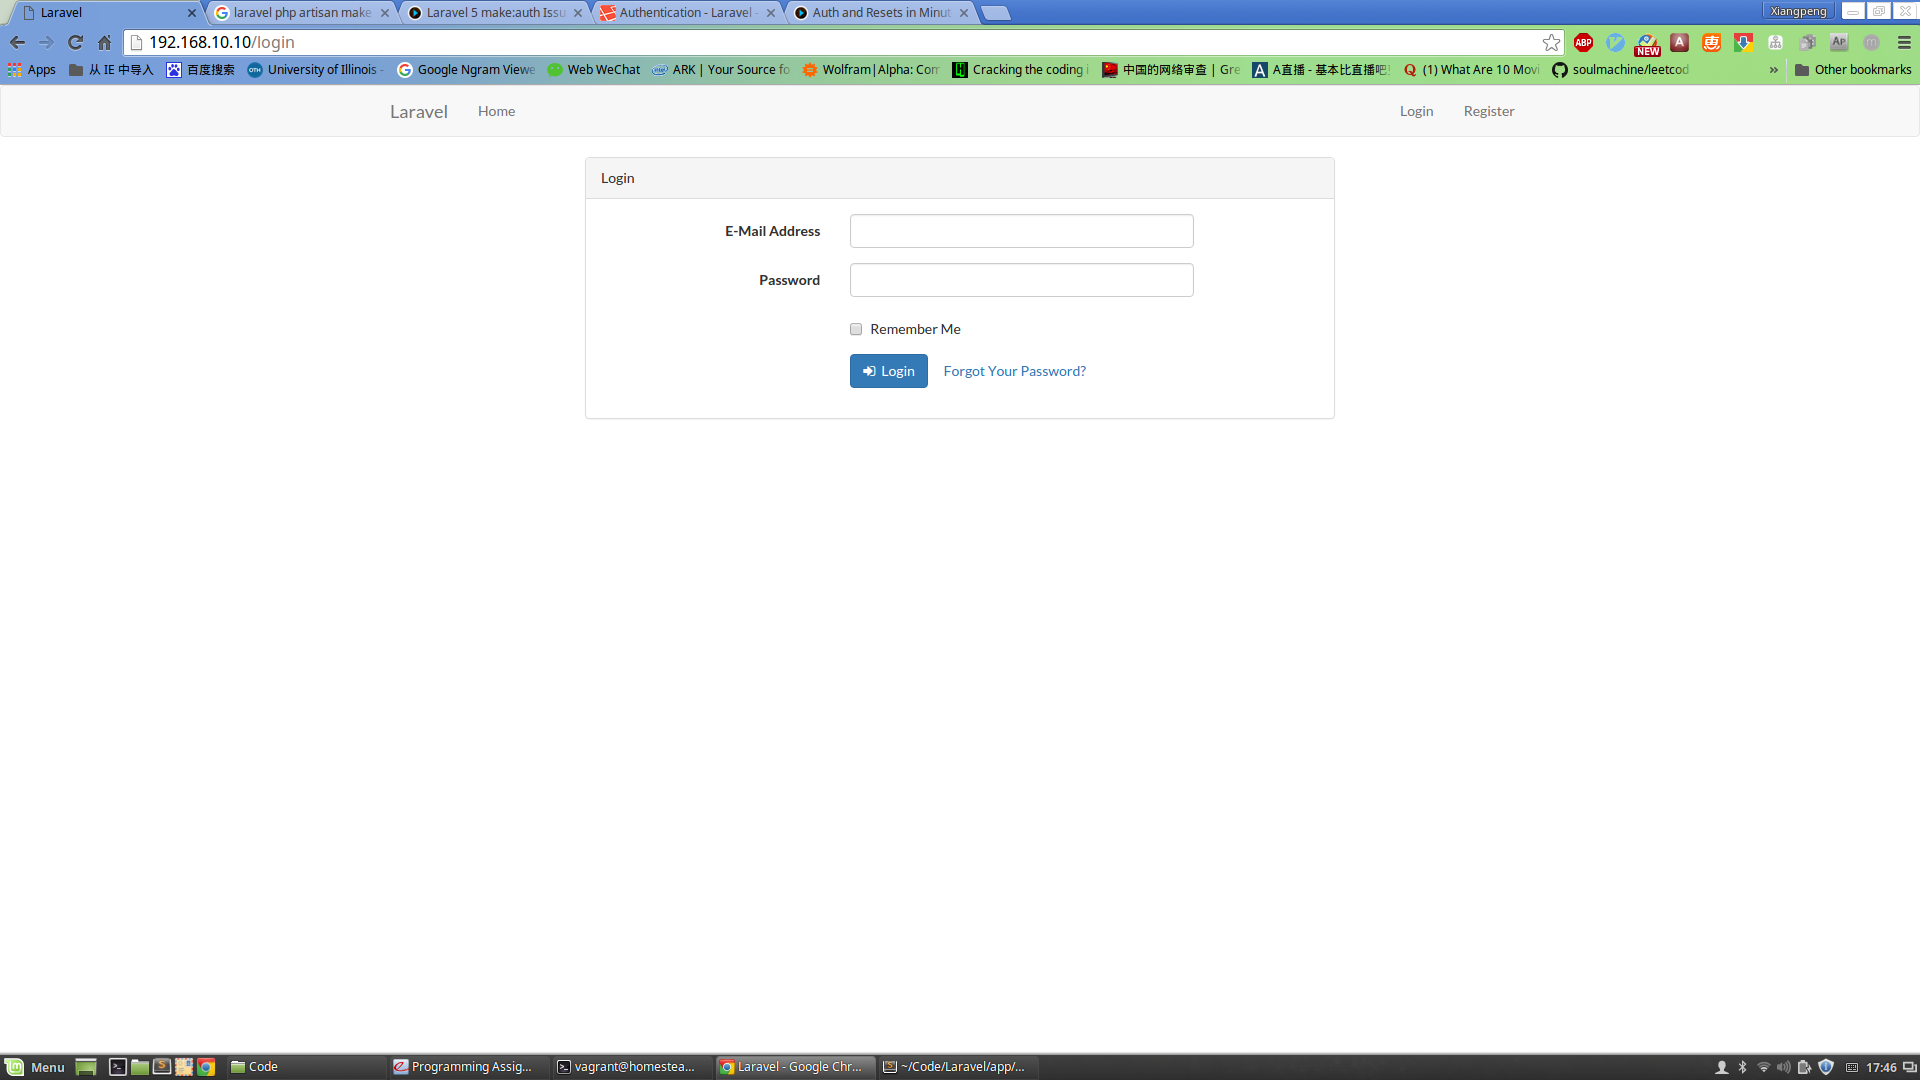 Laravel
laravel php artisan make
Laravel 5 make:auth Issu
Authentication - Laravel -
Auth and Resets in Minut
Xiangpeng
192.168.10.10/login
ABP
NEW
A
惠
AP
m
Apps
从 IE 中导入
百度搜索
University of Illinois -
Google Ngram Viewe
Web WeChat
ARK | Your Source fo
Wolfram|Alpha: Com
Cracking the coding i
中国的网络审查 | Gre
A直播 - 基本比直播吧!
(1) What Are 10 Movi
soulmachine/leetcod
»
Other bookmarks
Laravel
Home
Login
Register
Login
E-Mail Address
Password
Remember Me
Login
Forgot Your Password?
Menu
Code
Programming Assig...
vagrant@homestea...
Laravel - Google Chr...
~/Code/Laravel/app/...
17:46